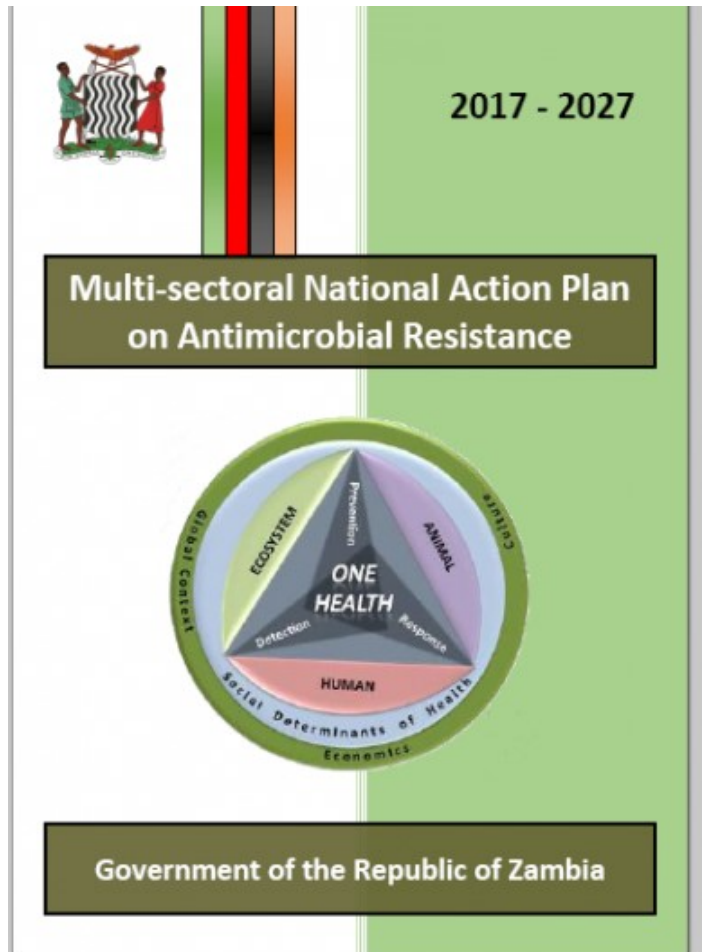 2017 - 2027
Multi-sectoral National Action Plan
on Antimicrobial Resistance
Global Context
Culture
ECOSYSTEM
Prevention
ANIMAL
ONE
HEALTH
Detection
Response
HUMAN
Social Determinants of Health
Economics
Government of the Republic of Zambia